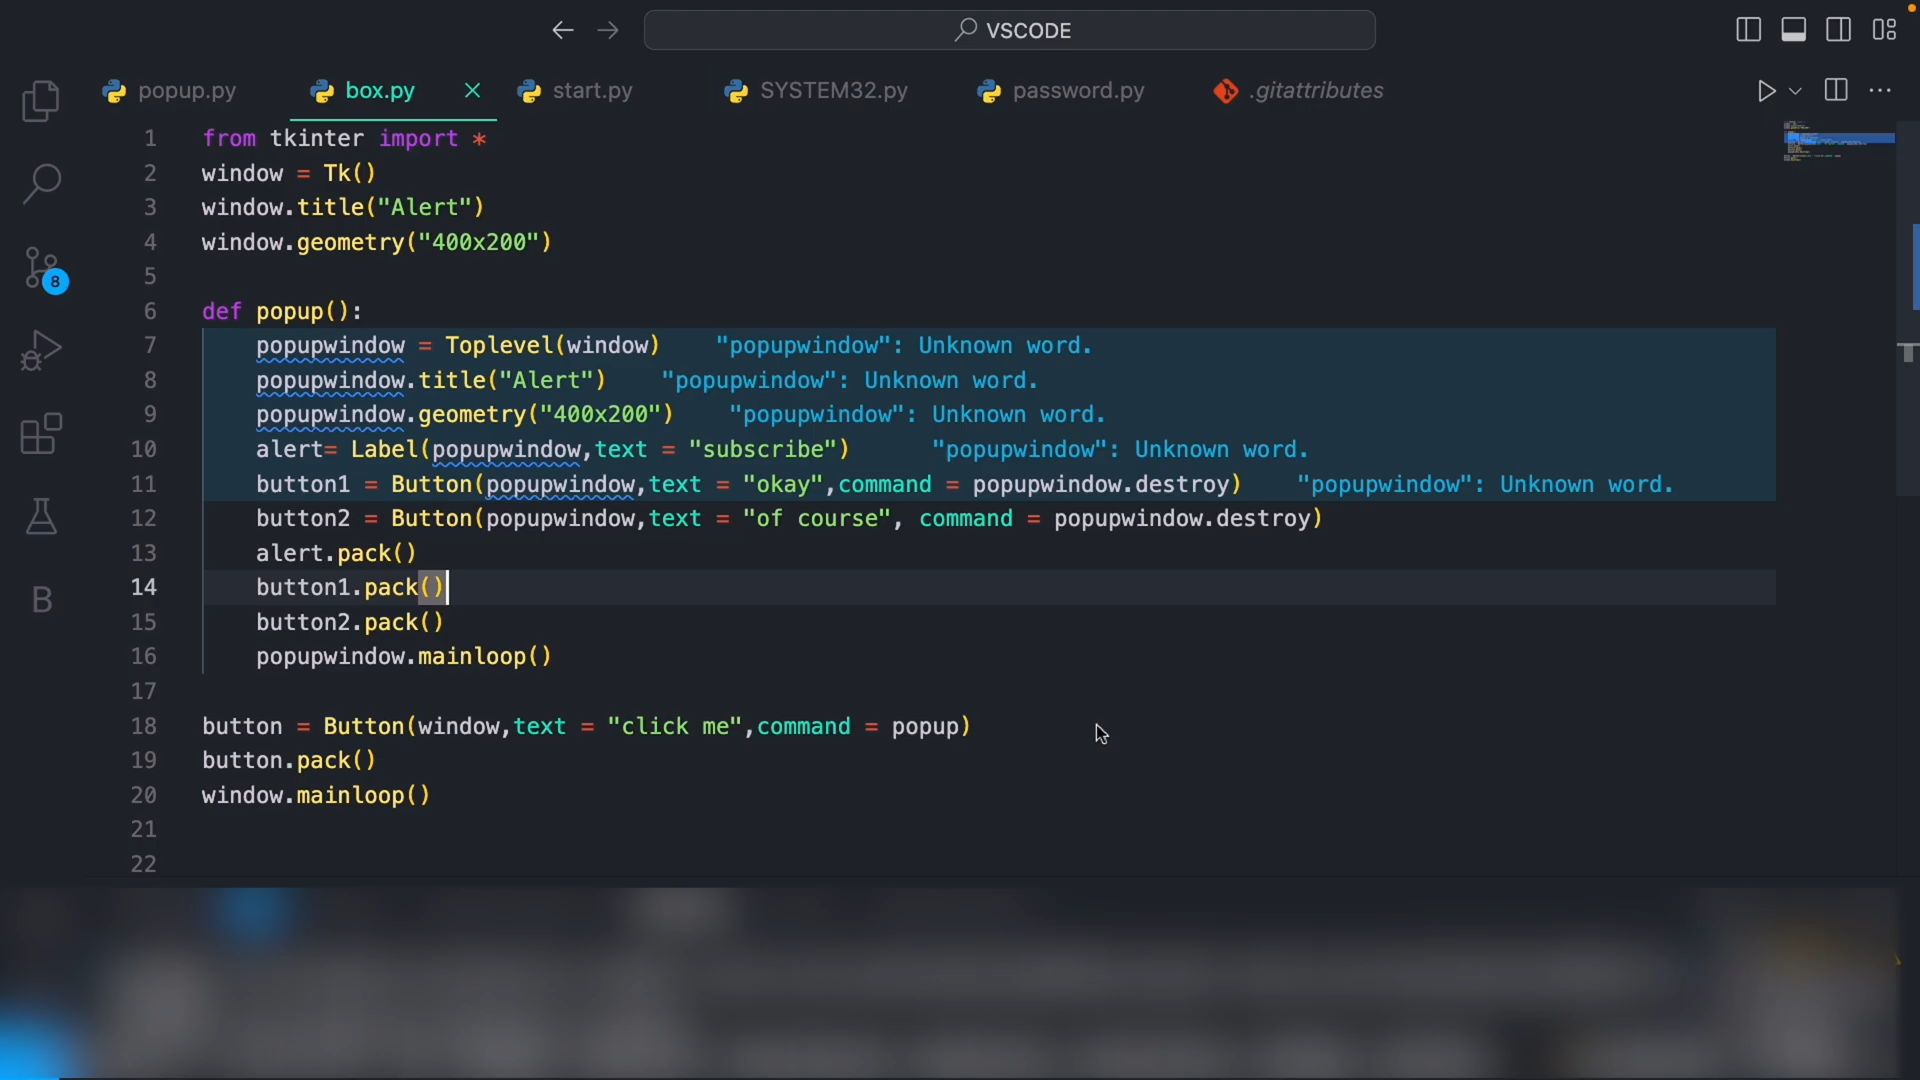 VSCODE
popup.py box.py start.py SYSTEM32.py password.py .gitattributes
1 from tkinter import *
2 window = Tk()
3 window.title("Alert")
4 window.geometry("400x200")
5
6 def popup():
7 popupwindow = Toplevel(window) "popupwindow": Unknown word.
8 popupwindow.title("Alert") "popupwindow": Unknown word.
9 popupwindow.geometry("400x200") "popupwindow": Unknown word.
10 alert= Label(popupwindow,text = "subscribe") "popupwindow": Unknown word.
11 button1 = Button(popupwindow,text = "okay",command = popupwindow.destroy) "popupwindow": Unknown word.
12 button2 = Button(popupwindow,text = "of course", command = popupwindow.destroy)
13 alert.pack()
14 button1.pack()
15 button2.pack()
16 popupwindow.mainloop()
17
18 button = Button(window,text = "click me",command = popup)
19 button.pack()
20 window.mainloop()
21
22
8
B